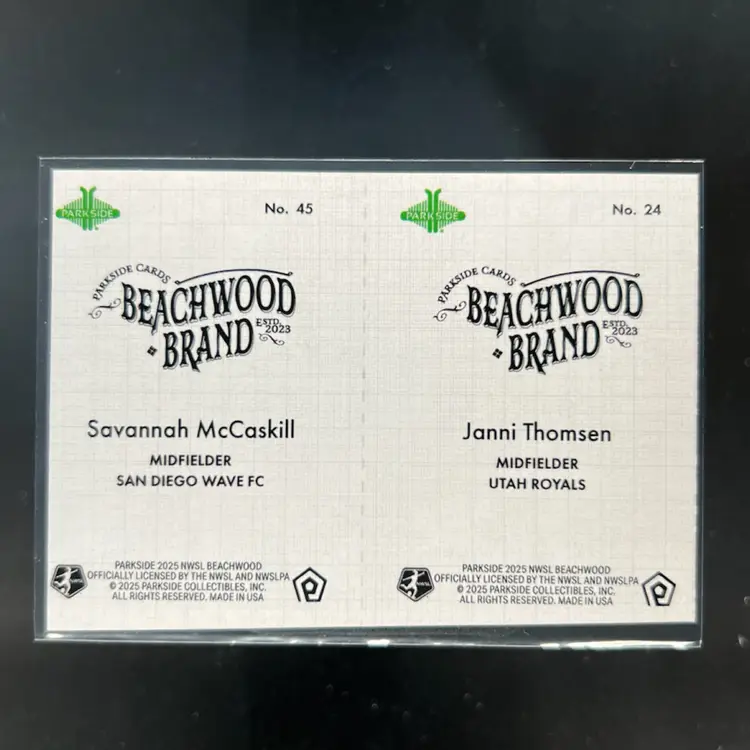 PARKSIDE
No. 45
PARKSIDE CARDS
BEACHWOOD
ESTD. 2023
BRAND
Savannah McCaskill
MIDFIELDER
SAN DIEGO WAVE FC
NWSL
PARKSIDE 2025 NWSL BEACHWOOD
OFFICIALLY LICENSED BY THE NWSL AND NWSLPA
© 2025 PARKSIDE COLLECTIBLES, INC.
ALL RIGHTS RESERVED. MADE IN USA
PARKSIDE
No. 24
PARKSIDE CARDS
BEACHWOOD
ESTD. 2023
BRAND
Janni Thomsen
MIDFIELDER
UTAH ROYALS
NWSL
PARKSIDE 2025 NWSL BEACHWOOD
OFFICIALLY LICENSED BY THE NWSL AND NWSLPA
© 2025 PARKSIDE COLLECTIBLES, INC.
ALL RIGHTS RESERVED. MADE IN USA